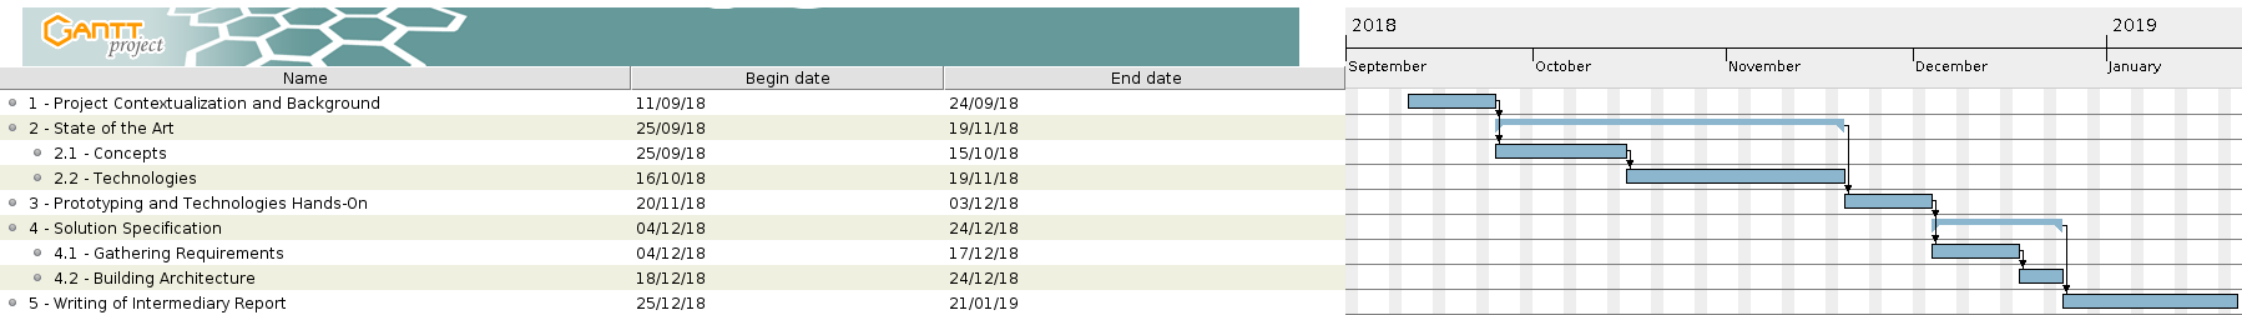 GANTT
project
2018 2019
September October November December January
Name Begin date End date
1 - Project Contextualization and Background 11/09/18 24/09/18
2 - State of the Art 25/09/18 19/11/18
2.1 - Concepts 25/09/18 15/10/18
2.2 - Technologies 16/10/18 19/11/18
3 - Prototyping and Technologies Hands-On 20/11/18 03/12/18
4 - Solution Specification 04/12/18 24/12/18
4.1 - Gathering Requirements 04/12/18 17/12/18
4.2 - Building Architecture 18/12/18 24/12/18
5 - Writing of Intermediary Report 25/12/18 21/01/19